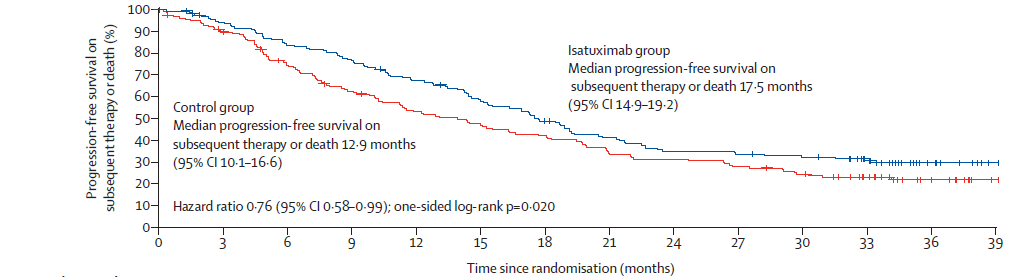 Progression-free survival on
subsequent therapy or death (%)
100
90
80
70
60
50
40
30
20
10
0
Isatuximab group
Median progression-free survival on
subsequent therapy or death 17·5 months
(95% CI 14·9–19·2)
Control group
Median progression-free survival on
subsequent therapy or death 12·9 months
(95% CI 10·1–16·6)
Hazard ratio 0·76 (95% CI 0·58–0·99); one-sided log-rank p=0·020
0 3 6 9 12 15 18 21 24 27 30 33 36 39
Time since randomisation (months)